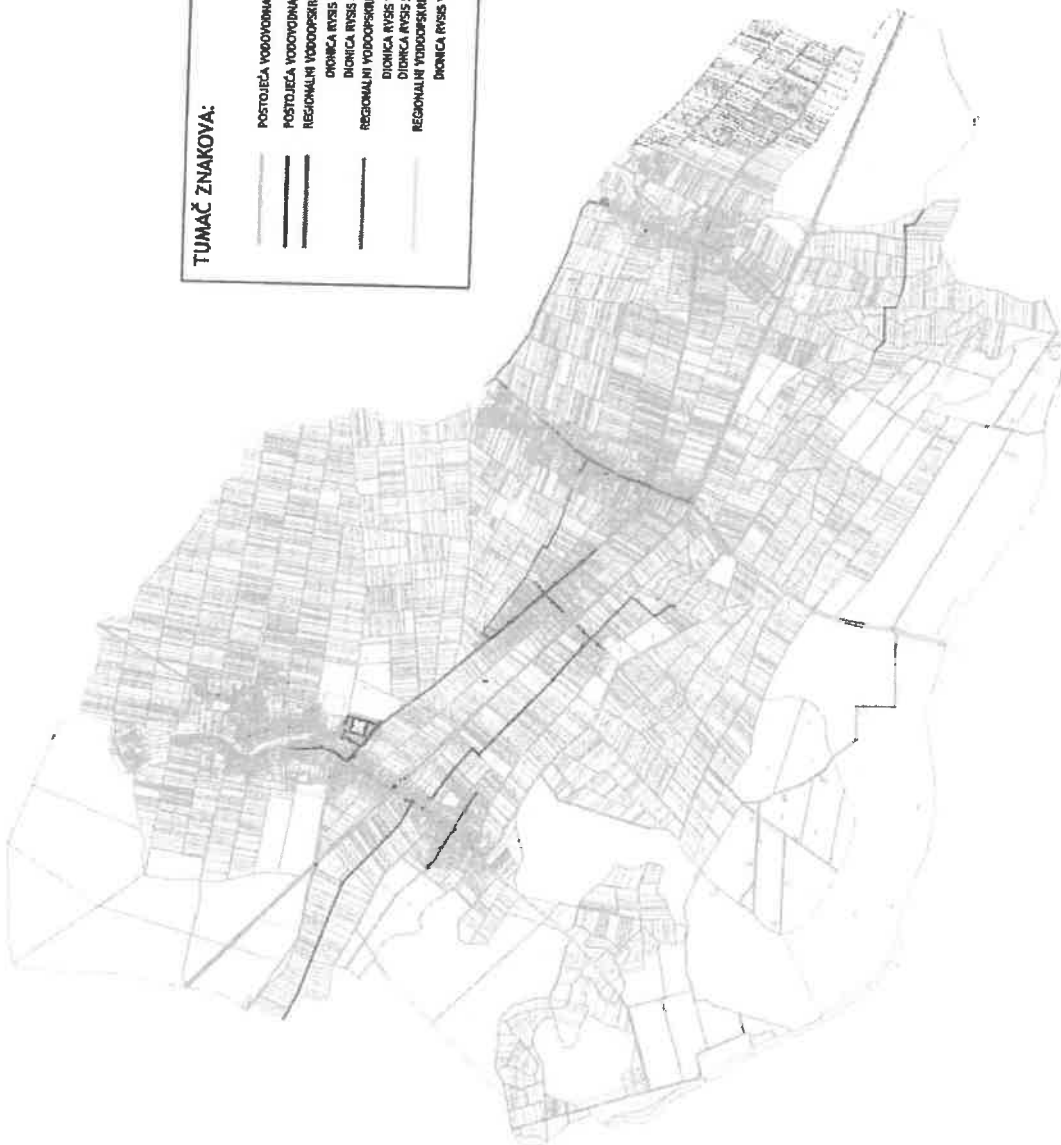 TUMAČ ZNAKOVA:
POSTOJEĆA VODOVODNA
POSTOJEĆA VODOVODNA
REGIONALNI VODOOPSKR
DIONICA RVSIS
DIONICA RVSIS
REGIONALNI VODOOPSKR
DIONICA RVSIS
DIONICA RVSIS
REGIONALNI VODOOPSKR
DIONICA RVSIS